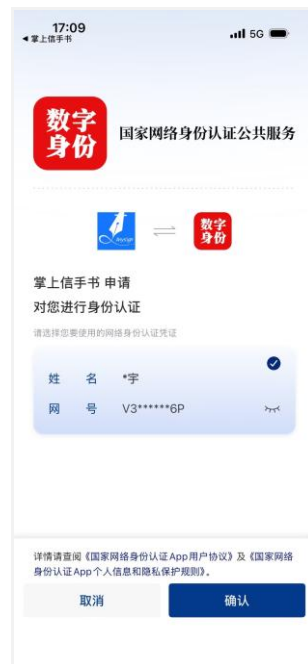 17:09
5G
◀ 掌上信手书
数字
身份
国家网络身份认证公共服务
数字
身份
掌上信手书 申请
对您进行身份认证
请选择您要使用的网络身份认证凭证
姓 名 *宇
网 号 V3******6P
详情请查阅《国家网络身份认证App用户协议》及《国家网络
身份认证App个人信息和隐私保护规则》。
取消 确认